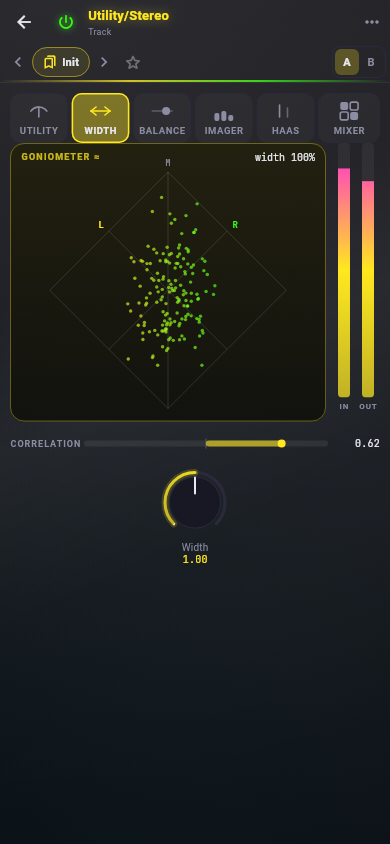 Utility/Stereo
Track
Init
A
B
UTILITY
WIDTH
BALANCE
IMAGER
HAAS
MIXER
GONIOMETER ≋
M
width 100%
L
R
IN
OUT
CORRELATION
0.62
Width
1.00